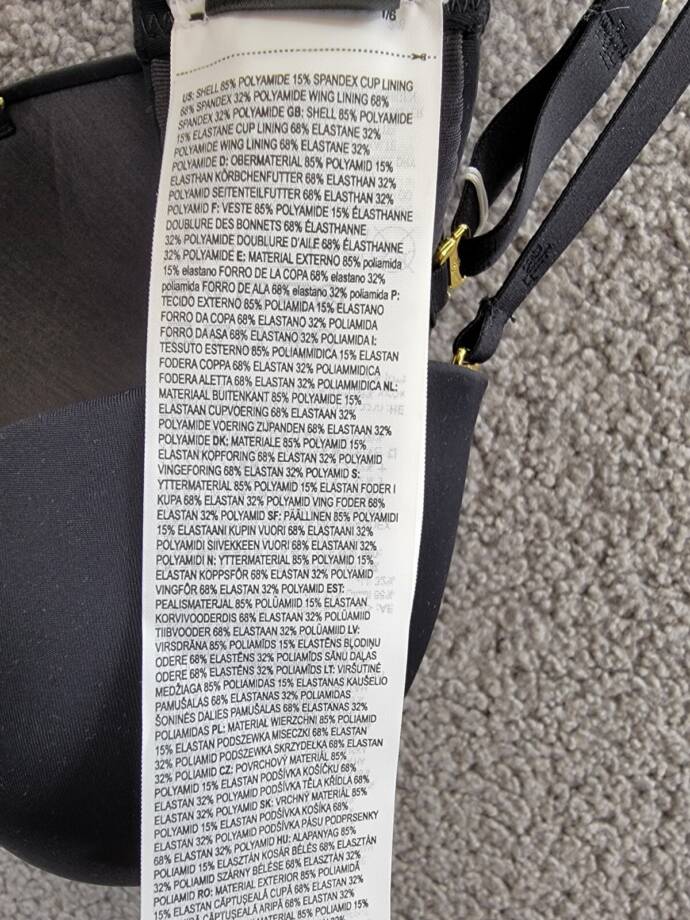 1/6
US: SHELL 85% POLYAMIDE 15% SPANDEX CUP LINING
68% SPANDEX 32% POLYAMIDE WING LINING 68%
SPANDEX 32% POLYAMIDE GB: SHELL 85% POLYAMIDE
15% ELASTANE CUP LINING 68% ELASTANE 32%
POLYAMIDE WING LINING 68% ELASTANE 32%
POLYAMIDE D: OBERMATERIAL 85% POLYAMID 15%
ELASTHAN KÖRBCHENFUTTER 68% ELASTHAN 32%
POLYAMID SEITENTEILFUTTER 68% ELASTHAN 32%
POLYAMID F: VESTE 85% POLYAMIDE 15% ÉLASTHANNE
DOUBLURE DES BONNETS 68% ÉLASTHANNE
32% POLYAMIDE DOUBLURE D'AILE 68% ÉLASTHANNE
32% POLYAMIDE E: MATERIAL EXTERNO 85% poliamida
15% elastano FORRO DE LA COPA 68% elastano 32%
poliamida FORRO DE ALA 68% elastano 32% poliamida P:
TECIDO EXTERNO 85% POLIAMIDA 15% ELASTANO
FORRO DA COPA 68% ELASTANO 32% POLIAMIDA
FORRO DA ASA 68% ELASTANO 32% POLIAMIDA I:
TESSUTO ESTERNO 85% POLIAMMIDICA 15% ELASTAN
FODERA COPPA 68% ELASTAN 32% POLIAMMIDICA
FODERA ALETTA 68% ELASTAN 32% POLIAMMIDICA NL:
MATERIAAL BUITENKANT 85% POLYAMIDE 15%
ELASTAAN CUPVOERING 68% ELASTAAN 32%
POLYAMIDE VOERING ZIJPANDEN 68% ELASTAAN 32%
POLYAMIDE DK: MATERIALE 85% POLYAMID 15%
ELASTAN KOPFORING 68% ELASTAN 32% POLYAMID
VINGEFORING 68% ELASTAN 32% POLYAMID S:
YTTERMATERIAL 85% POLYAMID 15% ELASTAN FODER I
KUPA 68% ELASTAN 32% POLYAMID VING FODER 68%
ELASTAN 32% POLYAMID SF: PÄÄLLINEN 85% POLYAMIDI
15% ELASTAANI KUPIN VUORI 68% ELASTAANI 32%
POLYAMIDI SIIVEKKEEN VUORI 68% ELASTAANI 32%
POLYAMIDI N: YTTERMATERIAL 85% POLYAMID 15%
ELASTAN KOPPSFÔR 68% ELASTAN 32% POLYAMID
VINGFÔR 68% ELASTAN 32% POLYAMID EST:
PEALISMATERJAL 85% POLÜAMIID 15% ELASTAAN
KORVIVOODERDIS 68% ELASTAAN 32% POLÜAMIID
TIIBVOODER 68% ELASTAAN 32% POLÜAMIID LV:
VIRSDRĀNA 85% POLIAMĪDS 15% ELASTĒNS BĻODIŅU
ODERE 68% ELASTĒNS 32% POLIAMĪDS SĀNU DAĻAS
ODERE 68% ELASTĒNS 32% POLIAMĪDS LT: VIRŠUTINĖ
MEDŽIAGA 85% POLIAMIDAS 15% ELASTANAS KAUŠELIO
PAMUŠALAS 68% ELASTANAS 32% POLIAMIDAS
ŠONINĖS DALIES PAMUŠALAS 68% ELASTANAS 32%
POLIAMIDAS PL: MATERIAŁ WIERZCHNI 85% POLIAMID
15% ELASTAN PODSZEWKA MISECZKI 68% ELASTAN
32% POLIAMID PODSZEWKA SKRZYDEŁKA 68% ELASTAN
32% POLIAMID CZ: POVRCHOVÝ MATERIÁL 85%
POLYAMID 15% ELASTAN PODŠÍVKA KOŠÍČKU 68%
ELASTAN 32% POLYAMID PODŠÍVKA TĚLA KŘÍDLA 68%
ELASTAN 32% POLYAMID SK: VRCHNÝ MATERIÁL 85%
POLYAMID 15% ELASTAN PODŠÍVKA KOŠÍKA 68%
ELASTAN 32% POLYAMID PODŠÍVKA PÁSU PODPRSENKY
68% ELASTAN 32% POLYAMID HU: ALAPANYAG 85%
POLIAMID 15% ELASZTÁN KOSÁR BÉLÉS 68% ELASZTÁN
32% POLIAMID SZÁRNY BÉLÉSE 68% ELASZTÁN 32%
POLIAMID RO: MATERIAL EXTERIOR 85% POLIAMIDĂ
15% ELASTAN CĂPTUȘEALĂ CUPĂ 68% ELASTAN 32%
CĂPTUȘEALĂ ARIPĂ 68% ELASTAN 32%
MATERIAL 85% POLIAMID 15%